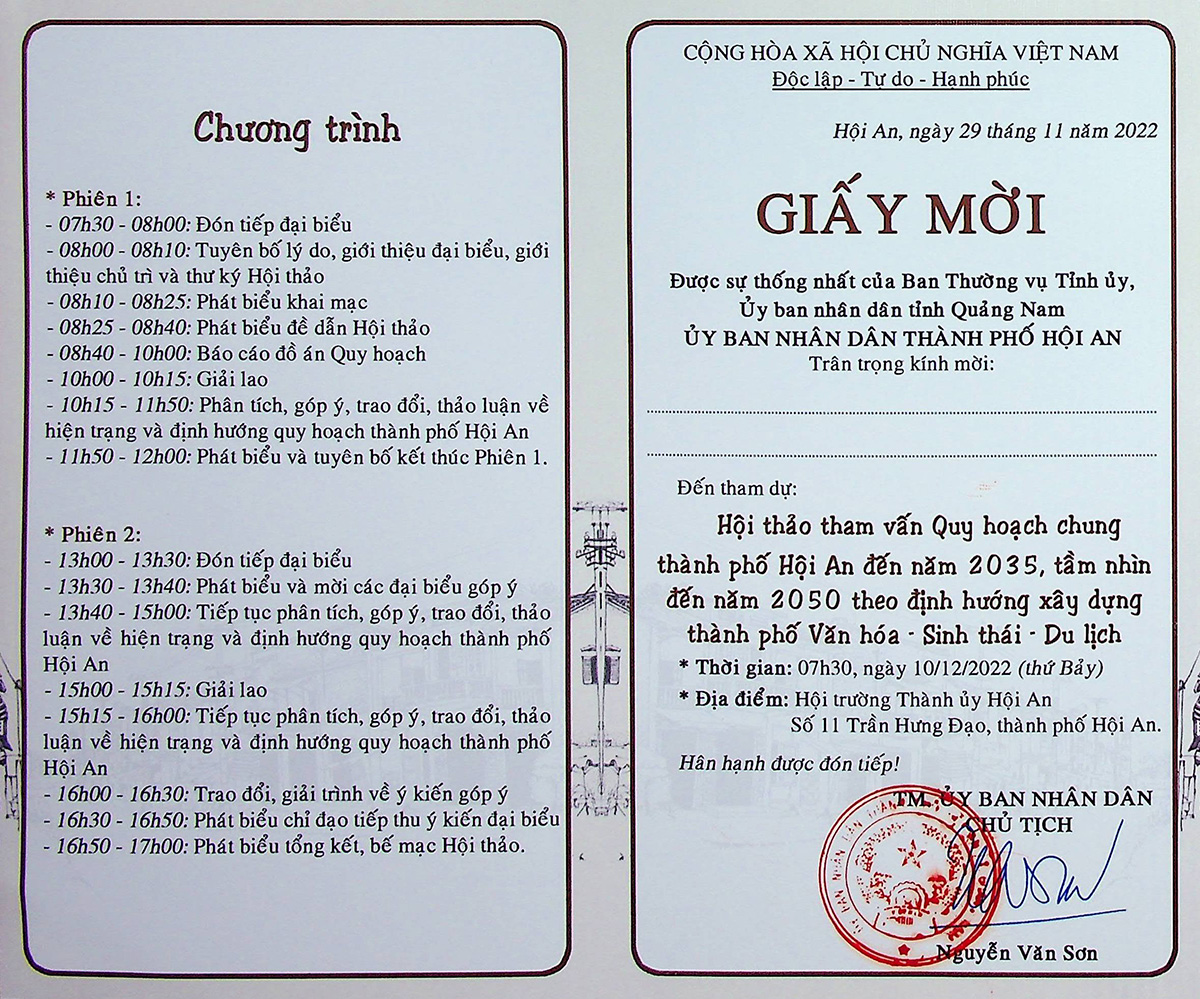 Chương trình
* Phiên 1:
- 07h30 - 08h00: Đón tiếp đại biểu
- 08h00 - 08h10: Tuyên bố lý do, giới thiệu đại biểu, giới
thiệu chủ trì và thư ký Hội thảo
- 08h10 - 08h25: Phát biểu khai mạc
- 08h25 - 08h40: Phát biểu đề dẫn Hội thảo
- 08h40 - 10h00: Báo cáo đồ án Quy hoạch
- 10h00 - 10h15: Giải lao
- 10h15 - 11h50: Phân tích, góp ý, trao đổi, thảo luận về
hiện trạng và định hướng quy hoạch thành phố Hội An
- 11h50 - 12h00: Phát biểu và tuyên bố kết thúc Phiên 1.
* Phiên 2:
- 13h00 - 13h30: Đón tiếp đại biểu
- 13h30 - 13h40: Phát biểu và mời các đại biểu góp ý
- 13h40 - 15h00: Tiếp tục phân tích, góp ý, trao đổi, thảo
luận về hiện trạng và định hướng quy hoạch thành phố
Hội An
- 15h00 - 15h15: Giải lao
- 15h15 - 16h00: Tiếp tục phân tích, góp ý, trao đổi, thảo
luận về hiện trạng và định hướng quy hoạch thành phố
Hội An
- 16h00 - 16h30: Trao đổi, giải trình về ý kiến góp ý
- 16h30 - 16h50: Phát biểu chỉ đạo tiếp thu ý kiến đại biểu
- 16h50 - 17h00: Phát biểu tổng kết, bế mạc Hội thảo.
CỘNG HÒA XÃ HỘI CHỦ NGHĨA VIỆT NAM
Độc lập - Tự do - Hạnh phúc
Hội An, ngày 29 tháng 11 năm 2022
GIẤY MỜI
Được sự thống nhất của Ban Thường vụ Tỉnh ủy,
Ủy ban nhân dân tỉnh Quảng Nam
ỦY BAN NHÂN DÂN THÀNH PHỐ HỘI AN
Trân trọng kính mời:
Đến tham dự:
Hội thảo tham vấn Quy hoạch chung
thành phố Hội An đến năm 2035, tầm nhìn
đến năm 2050 theo định hướng xây dựng
thành phố Văn hóa - Sinh thái - Du lịch
* Thời gian: 07h30, ngày 10/12/2022 (thứ Bảy)
* Địa điểm: Hội trường Thành ủy Hội An
Số 11 Trần Hưng Đạo, thành phố Hội An.
Hân hạnh được đón tiếp!
TM. ỦY BAN NHÂN DÂN
CHỦ TỊCH
Nguyễn Văn Sơn